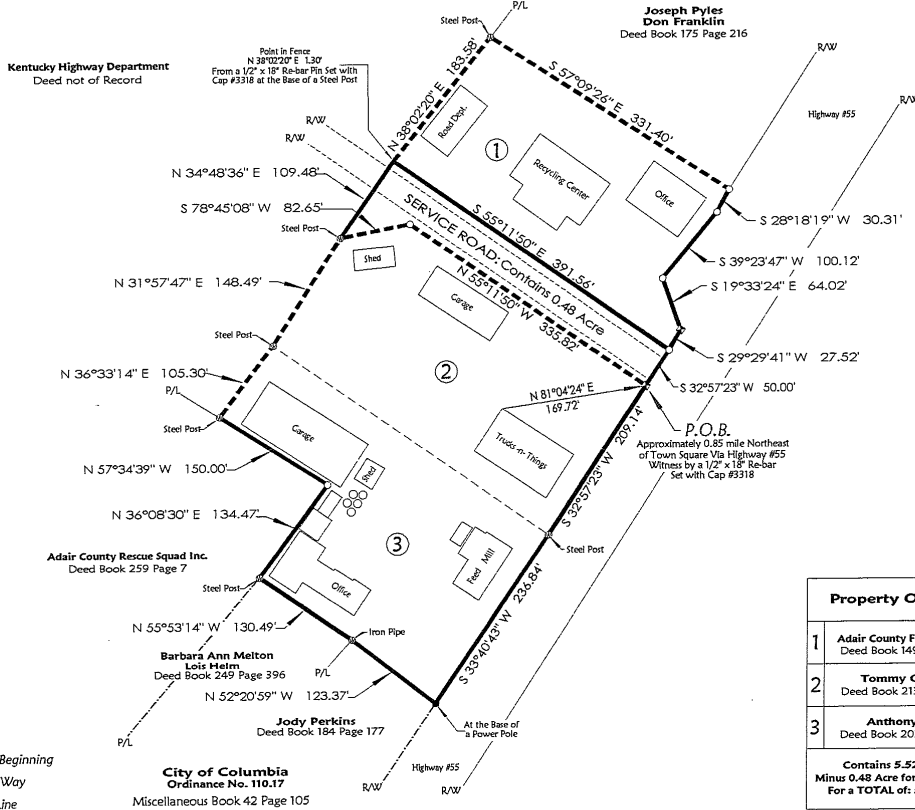 P/L
Steel Post
Joseph Pyles
Don Franklin
Deed Book 175 Page 216
R/W
Kentucky Highway Department
Deed not of Record
Point in Fence
N 38°02'20" E 1.30'
From a 1/2" x 18" Re-bar Pin Set with
Cap #3318 at the Base of a Steel Post
N 38°02'20" E 183.58'
S 57°09'26" E 331.40'
R/W
Highway #55
R/W
R/W
Road Dept.
1
Recycling Center
Office
N 34°48'36" E 109.48'
S 78°45'08" W 82.65'
Steel Post
SERVICE ROAD: Contains 0.48 Acre
S 55°11'50" E 391.56'
S 28°18'19" W 30.31'
S 39°23'47" W 100.12'
S 19°33'24" E 64.02'
Shed
N 31°57'47" E 148.49'
Garage
N 55°11'50" W 335.82'
Steel Post
S 29°29'41" W 27.52'
2
S 32°57'23" W 50.00'
N 36°33'14" E 105.30'
P/L
N 81°04'24" E
169.72'
Steel Post
Garage
P.O.B.
Approximately 0.85 mile Northeast
of Town Square Via Highway #55
Witness by a 1/2" x 18" Re-bar
Set with Cap #3318
Trucks -n- Things
S 32°57'23" W 209.14'
N 57°34'39" W 150.00'
Shed
N 36°08'30" E 134.47'
3
Feed Mill
Steel Post
Adair County Rescue Squad Inc.
Deed Book 259 Page 7
Steel Post
Office
N 55°53'14" W 130.49'
Iron Pipe
S 33°40'43" W 236.84'
Barbara Ann Melton
Lois Helm
Deed Book 249 Page 396
P/L
N 52°20'59" W 123.37'
Jody Perkins
Deed Book 184 Page 177
At the Base of
a Power Pole
P/L
City of Columbia
Ordinance No. 110.17
Miscellaneous Book 42 Page 105
Highway #55
R/W
R/W
Beginning
Way
ine
Property O
1 Adair County F
Deed Book 149
2 Tommy
Deed Book 21
3 Anthony
Deed Book 20
Contains 5.52
Minus 0.48 Acre for
For a TOTAL of: